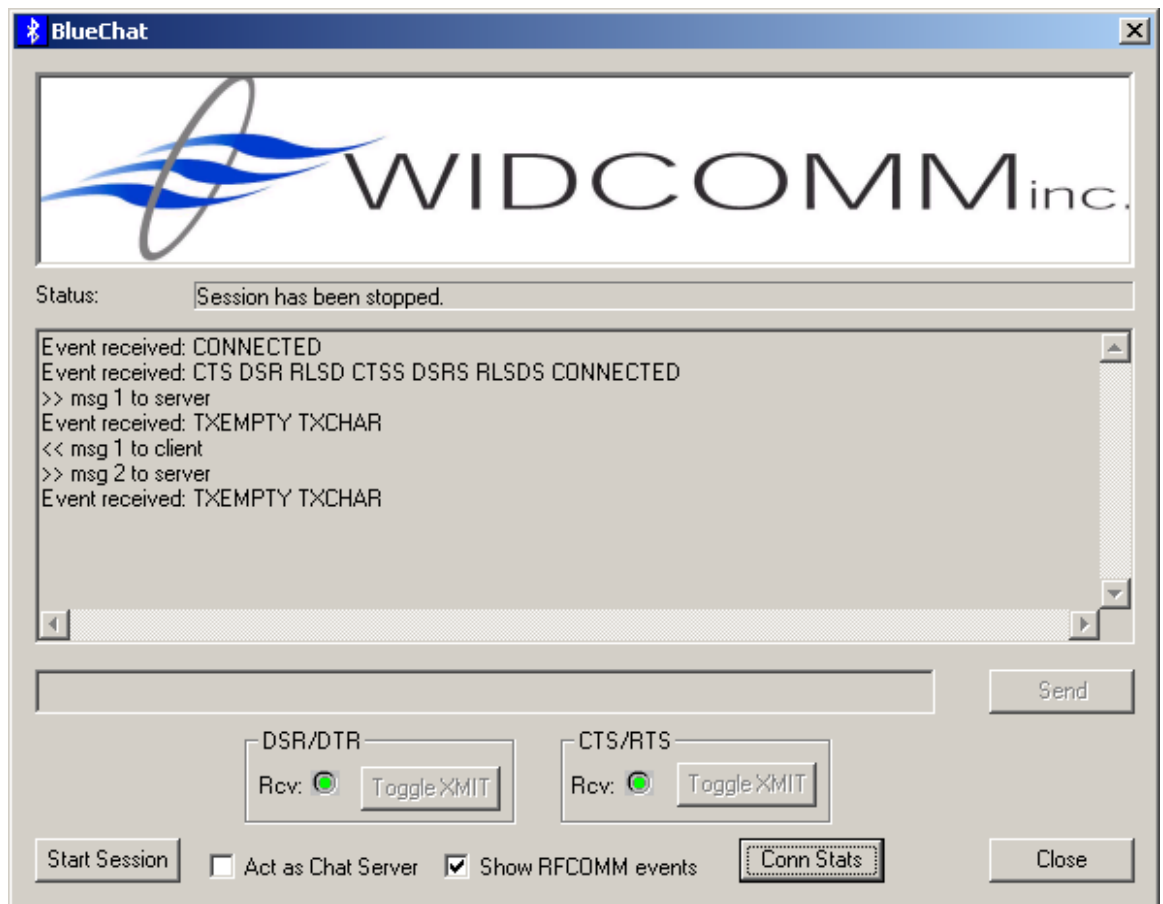 BlueChat
WIDCOMM inc.
Status: Session has been stopped.
Event received: CONNECTED
Event received: CTS DSR RLSD CTSS DSRS RLSDS CONNECTED
>> msg 1 to server
Event received: TXEMPTY TXCHAR
<< msg 1 to client
>> msg 2 to server
Event received: TXEMPTY TXCHAR
Send
DSR/DTR CTS/RTS
Rcv: Toggle XMIT Rcv: Toggle XMIT
Start Session Act as Chat Server Show RFCOMM events Conn Stats Close